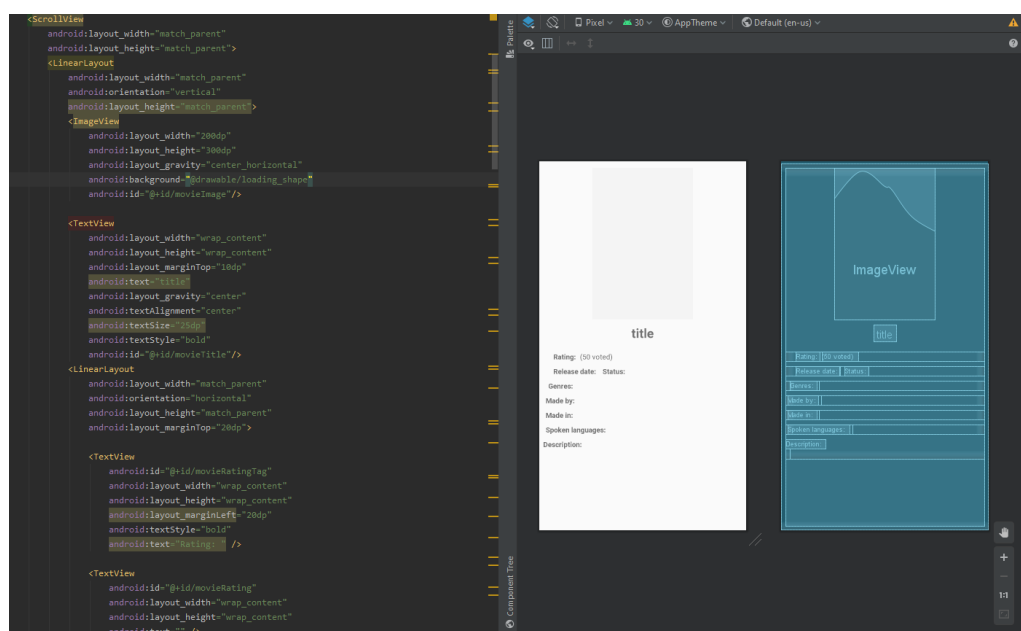 <ScrollView
android:layout_width="match_parent"
android:layout_height="match_parent">
<LinearLayout
android:layout_width="match_parent"
android:orientation="vertical"
android:layout_height="match_parent">
<ImageView
android:layout_width="200dp"
android:layout_height="300dp"
android:layout_gravity="center_horizontal"
android:background="@drawable/loading_shape"
android:id="@+id/movieImage"/>
<TextView
android:layout_width="wrap_content"
android:layout_height="wrap_content"
android:layout_marginTop="10dp"
android:text="title"
android:layout_gravity="center"
android:textAlignment="center"
android:textSize="25dp"
android:textStyle="bold"
android:id="@+id/movieTitle"/>
<LinearLayout
android:layout_width="match_parent"
android:orientation="horizontal"
android:layout_height="match_parent"
android:layout_marginTop="20dp">
<TextView
android:id="@+id/movieRatingTag"
android:layout_width="wrap_content"
android:layout_height="wrap_content"
android:layout_marginLeft="20dp"
android:textStyle="bold"
android:text="Rating: " />
<TextView
android:id="@+id/movieRating"
android:layout_width="wrap_content"
android:layout_height="wrap_content"
android:text="" />
Palette
Component Tree
Pixel 30 AppTheme Default (en-us)
title
Rating: (50 voted)
Release date: Status:
Genres:
Made by:
Made in:
Spoken languages:
Description:
ImageView
title
Rating: (50 voted)
Release date: Status:
Genres:
Made by:
Made in:
Spoken languages:
Description:
1:1